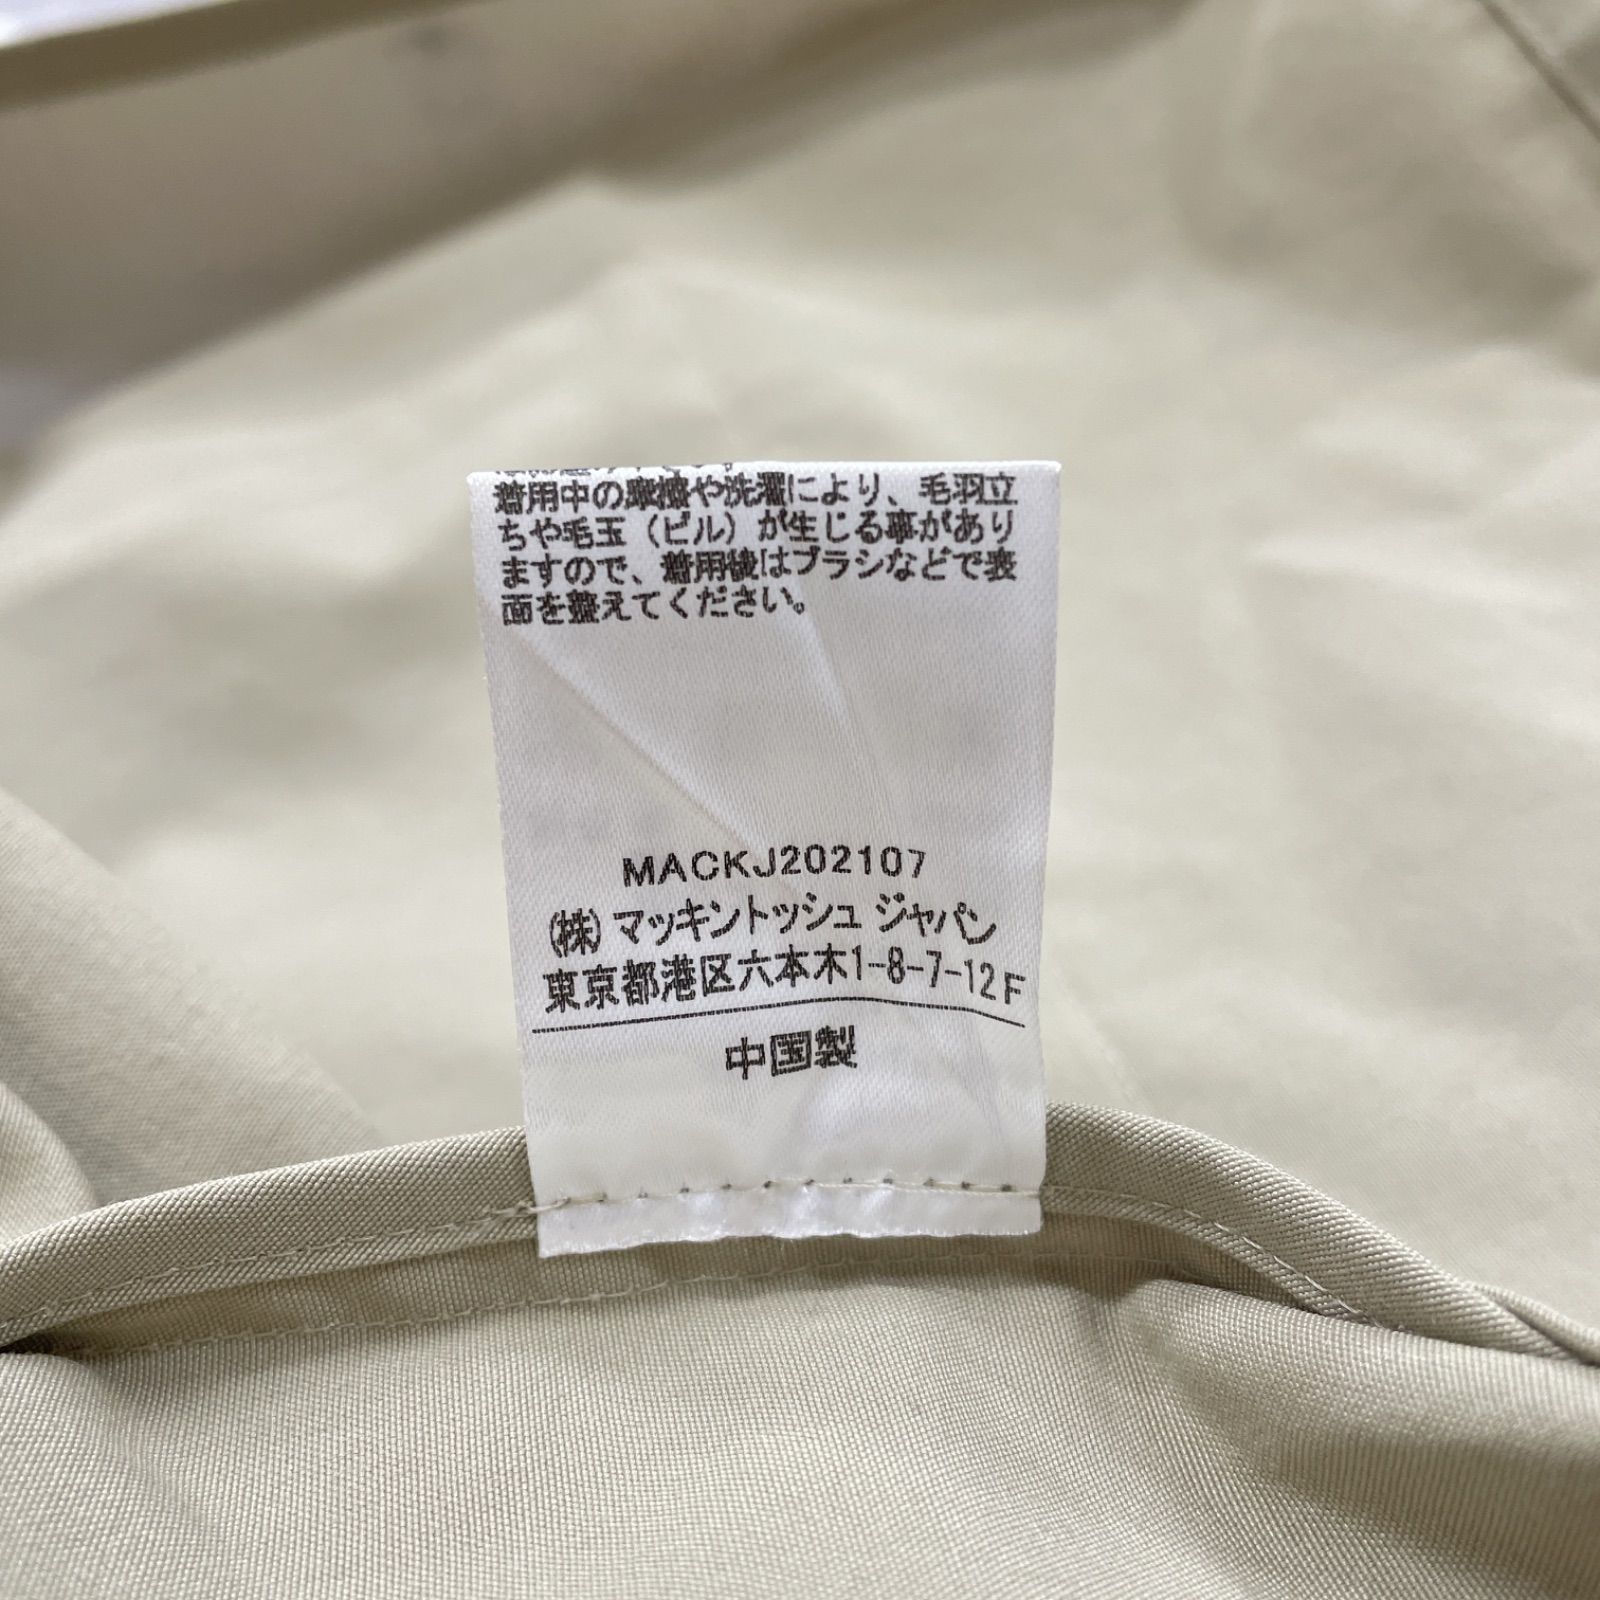 着用中の摩擦や洗濯により、毛羽立
ちや毛玉（ピル）が生じる事があり
ますので、着用後はブラシなどで表
面を整えてください。
MACKJ202107
(株)マッキントッシュ ジャパン
東京都港区六本木1-8-7-12F
中国製